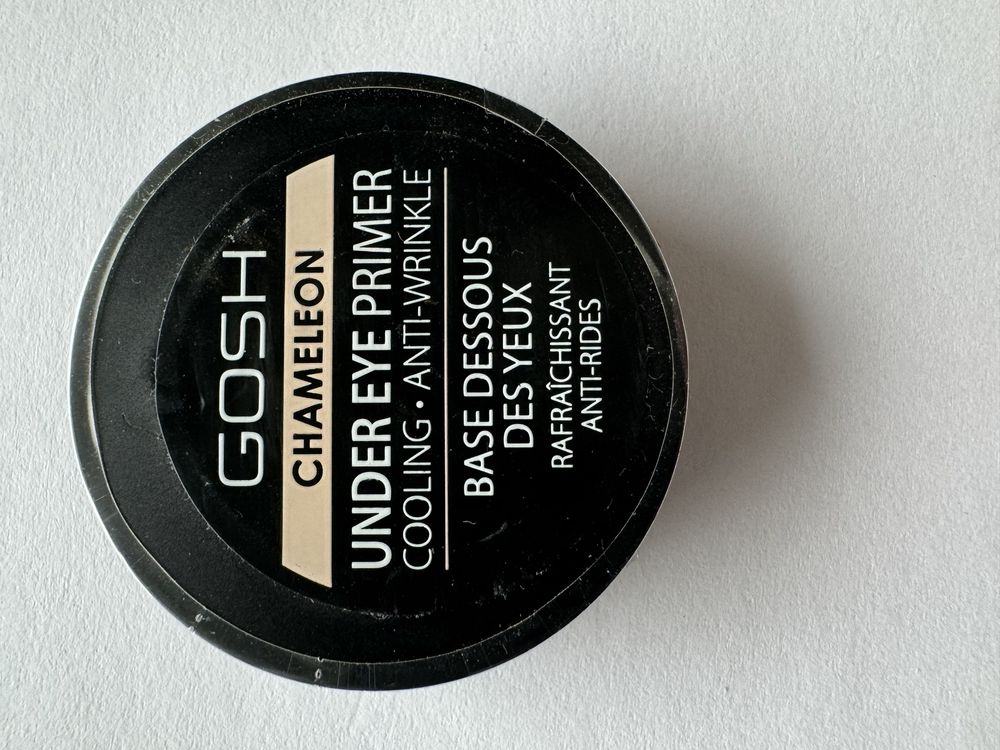 GOSH
CHAMELEON
UNDER EYE PRIMER
COOLING • ANTI-WRINKLE
BASE DESSOUS
DES YEUX
RAFRAÎCHISSANT
ANTI-RIDES